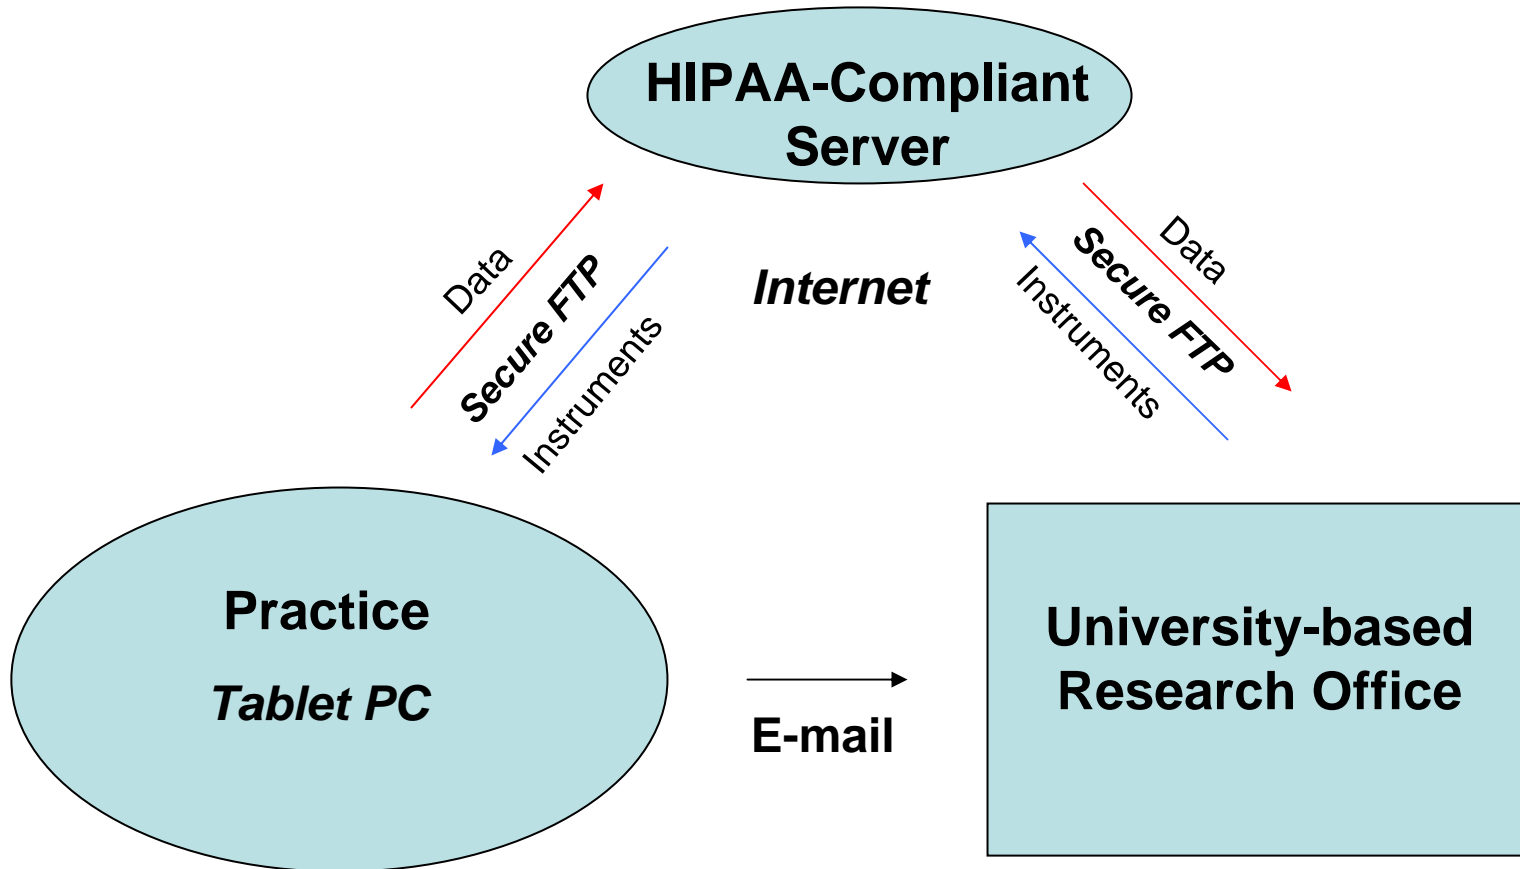 HIPAA-Compliant
Server
Data
Secure FTP
Instruments
Internet
Data
Secure FTP
Instruments
Practice
Tablet PC
E-mail
University-based
Research Office